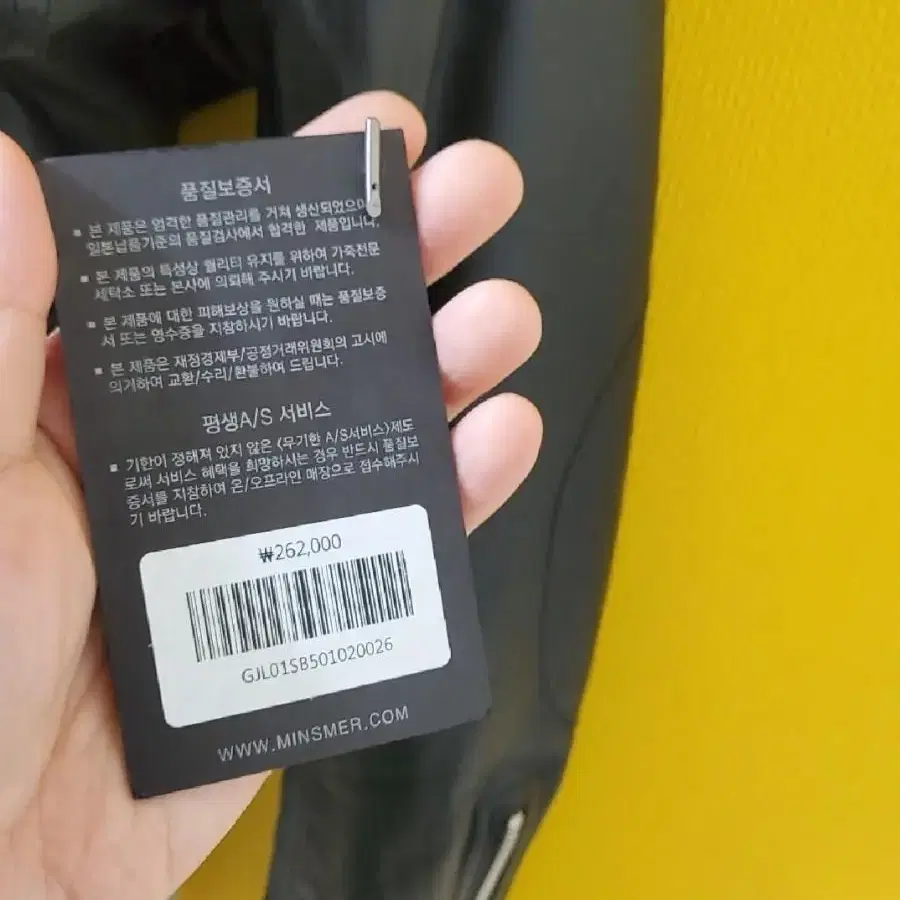 품질보증서
▪ 본 제품은 엄격한 품질관리를 거쳐 생산되었으며
일본납품기준의 품질검사에서 합격한 제품입니다.
▪ 본 제품의 특성상 퀄리티 유지를 위하여 가죽전문
세탁소 또는 본사에 의뢰해 주시기 바랍니다.
▪ 본 제품에 대한 피해보상을 원하실 때는 품질보증
서 또는 영수증을 지참하시기 바랍니다.
▪ 본 제품은 재정경제부/공정거래위원회의 고시에
의거하여 교환/수리/환불하여 드립니다.
평생A/S 서비스
▪ 기한이 정해져 있지 않은 <무기한 A/S서비스>제도
로써 서비스 혜택을 희망하시는 경우 반드시 품질보
증서를 지참하여 온/오프라인 매장으로 접수해주시
기 바랍니다.
₩262,000
GJL01SB501020026
WWW.MINSMER.COM